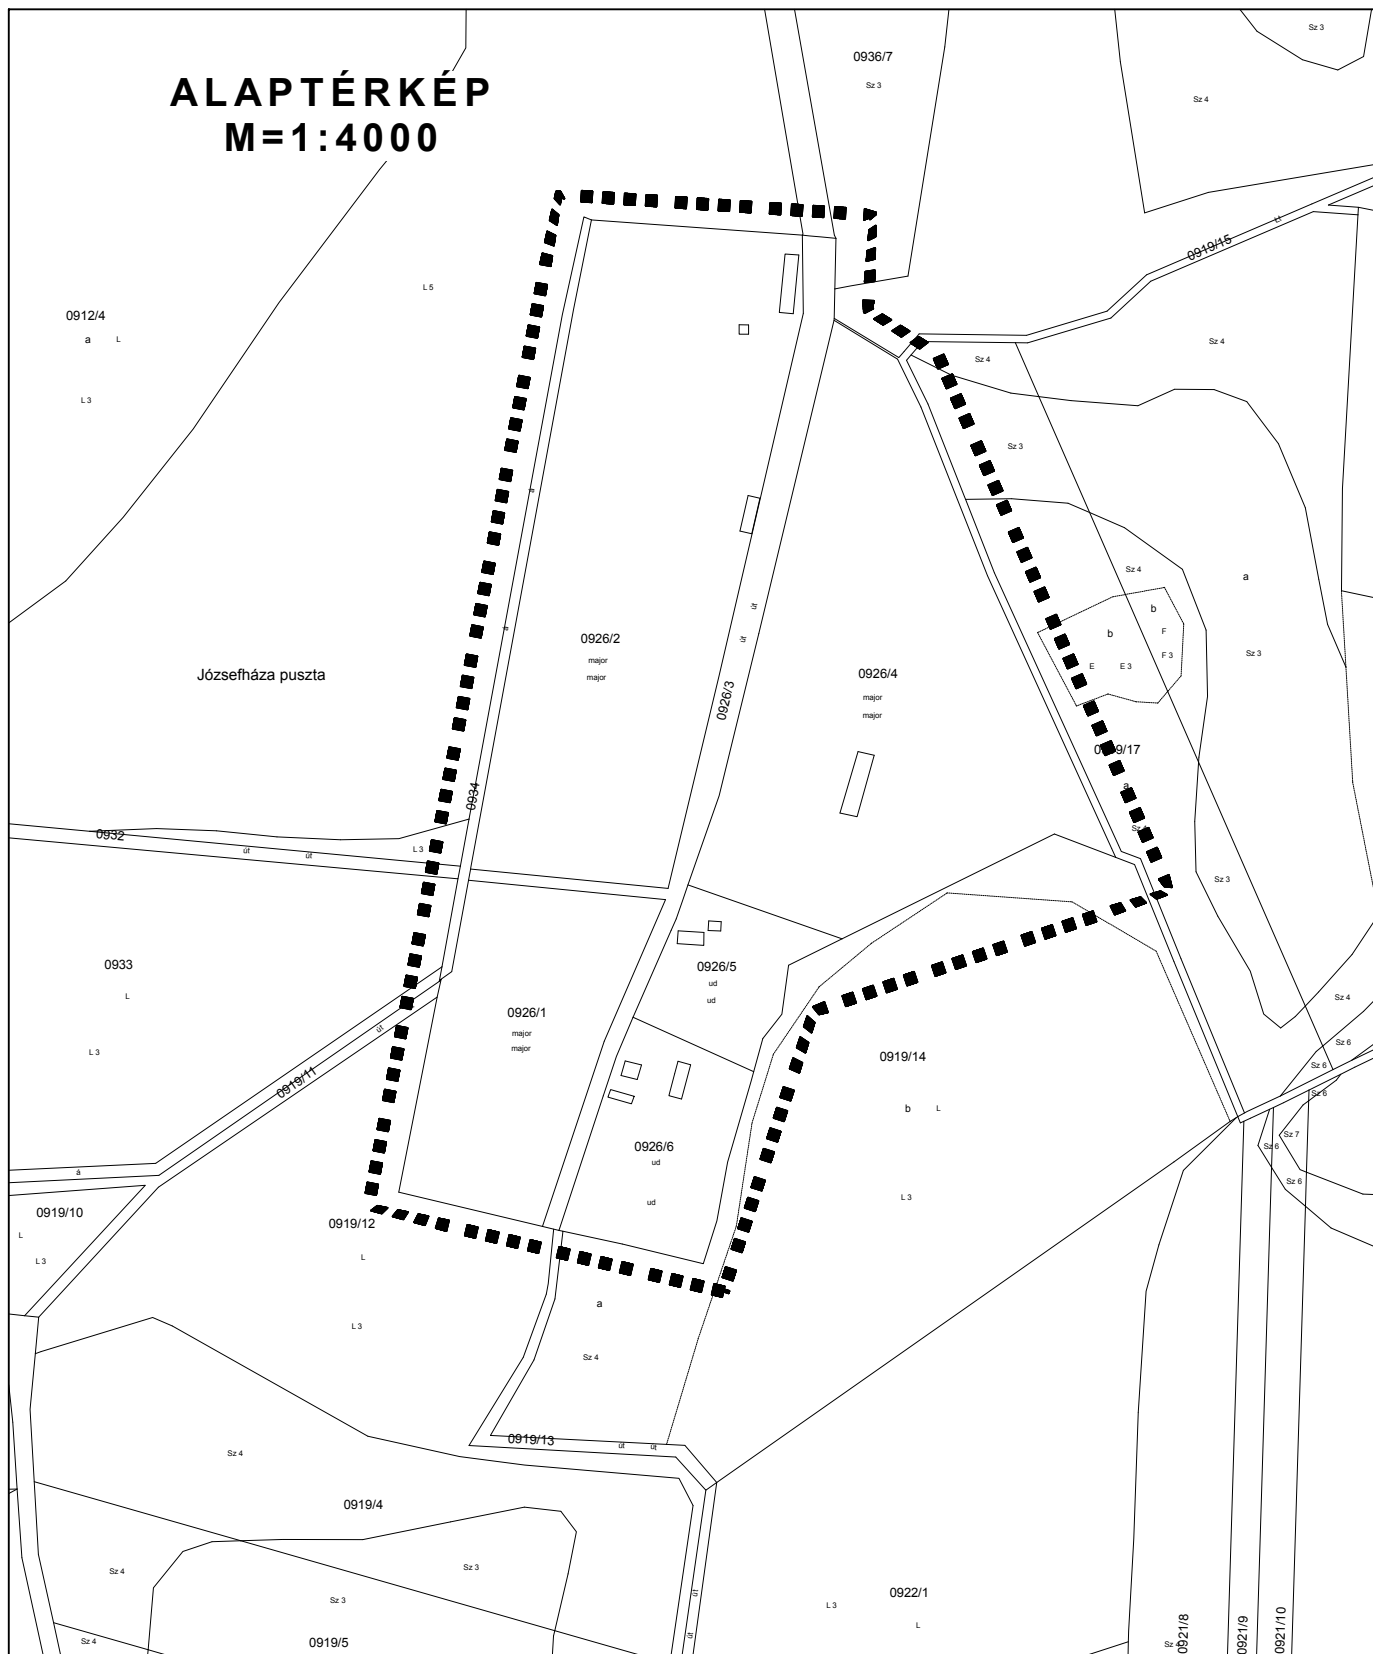 Sz 3
0936/7
Sz 3
ALAPTÉRKÉP
Sz 4
M=1:4000
0919/15
L 5
0912/4
a L
Sz 4
Sz 4
L 3
Sz 3
Sz 4
a
út
b
b
F
0926/2
út
E
E 3
F 3
Sz 3
major
major
Józsefháza puszta
0926/4
major
major
0926/3
0919/17
a
0934
0932
út
út
L 3
Sz 3
0933
L
0926/5
ud
ud
Sz 4
0926/1
major
major
út
L 3
Sz 6
0919/14
Sz 6
0919/11
Sz 6
b L
Sz 7
Sz 6
0926/6
ud
á
Sz 6
L 3
ud
0919/10
L
L 3
0919/12
L
a
L 3
Sz 4
0919/13
út
út
Sz 4
0919/4
Sz 4
Sz 3
Sz 3
út
0922/1
L 3
L
út
Sz 4
0919/5
0921/8
0921/9
0921/10